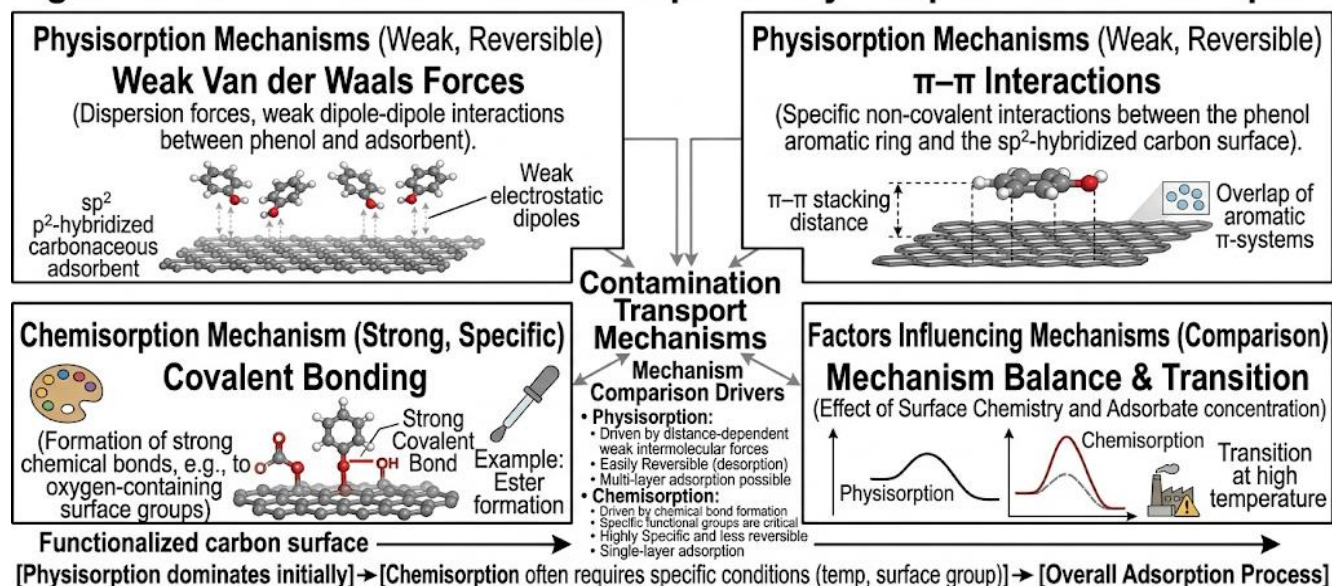 Physisorption Mechanisms (Weak, Reversible)
Weak Van der Waals Forces
(Dispersion forces, weak dipole-dipole interactions
between phenol and adsorbent).
sp²
p²-hybridized
carbonaceous
adsorbent
Weak
electrostatic
dipoles
Physisorption Mechanisms (Weak, Reversible)
π–π Interactions
(Specific non-covalent interactions between the phenol
aromatic ring and the sp²-hybridized carbon surface).
π–π stacking
distance
Overlap of
aromatic
π-systems
Contamination
Transport
Mechanisms
Mechanism
Comparison Drivers
• Physisorption:
• Driven by distance-dependent
weak intermolecular forces
• Easily Reversible (desorption)
• Multi-layer adsorption possible
• Chemisorption:
• Driven by chemical bond formation
• Specific functional groups are critical
• Highly Specific and less reversible
• Single-layer adsorption
Chemisorption Mechanism (Strong, Specific)
Covalent Bonding
(Formation of strong
chemical bonds, e.g., to
oxygen-containing
surface groups)
O
O
OH
Strong
Covalent
Bond
Example:
Ester
formation
Factors Influencing Mechanisms (Comparison)
Mechanism Balance & Transition
(Effect of Surface Chemistry and Adsorbate concentration)
Physisorption
Chemisorption
Transition
at high
temperature
Functionalized carbon surface
[Physisorption dominates initially]→[Chemisorption often requires specific conditions (temp, surface group)]→ [Overall Adsorption Process]